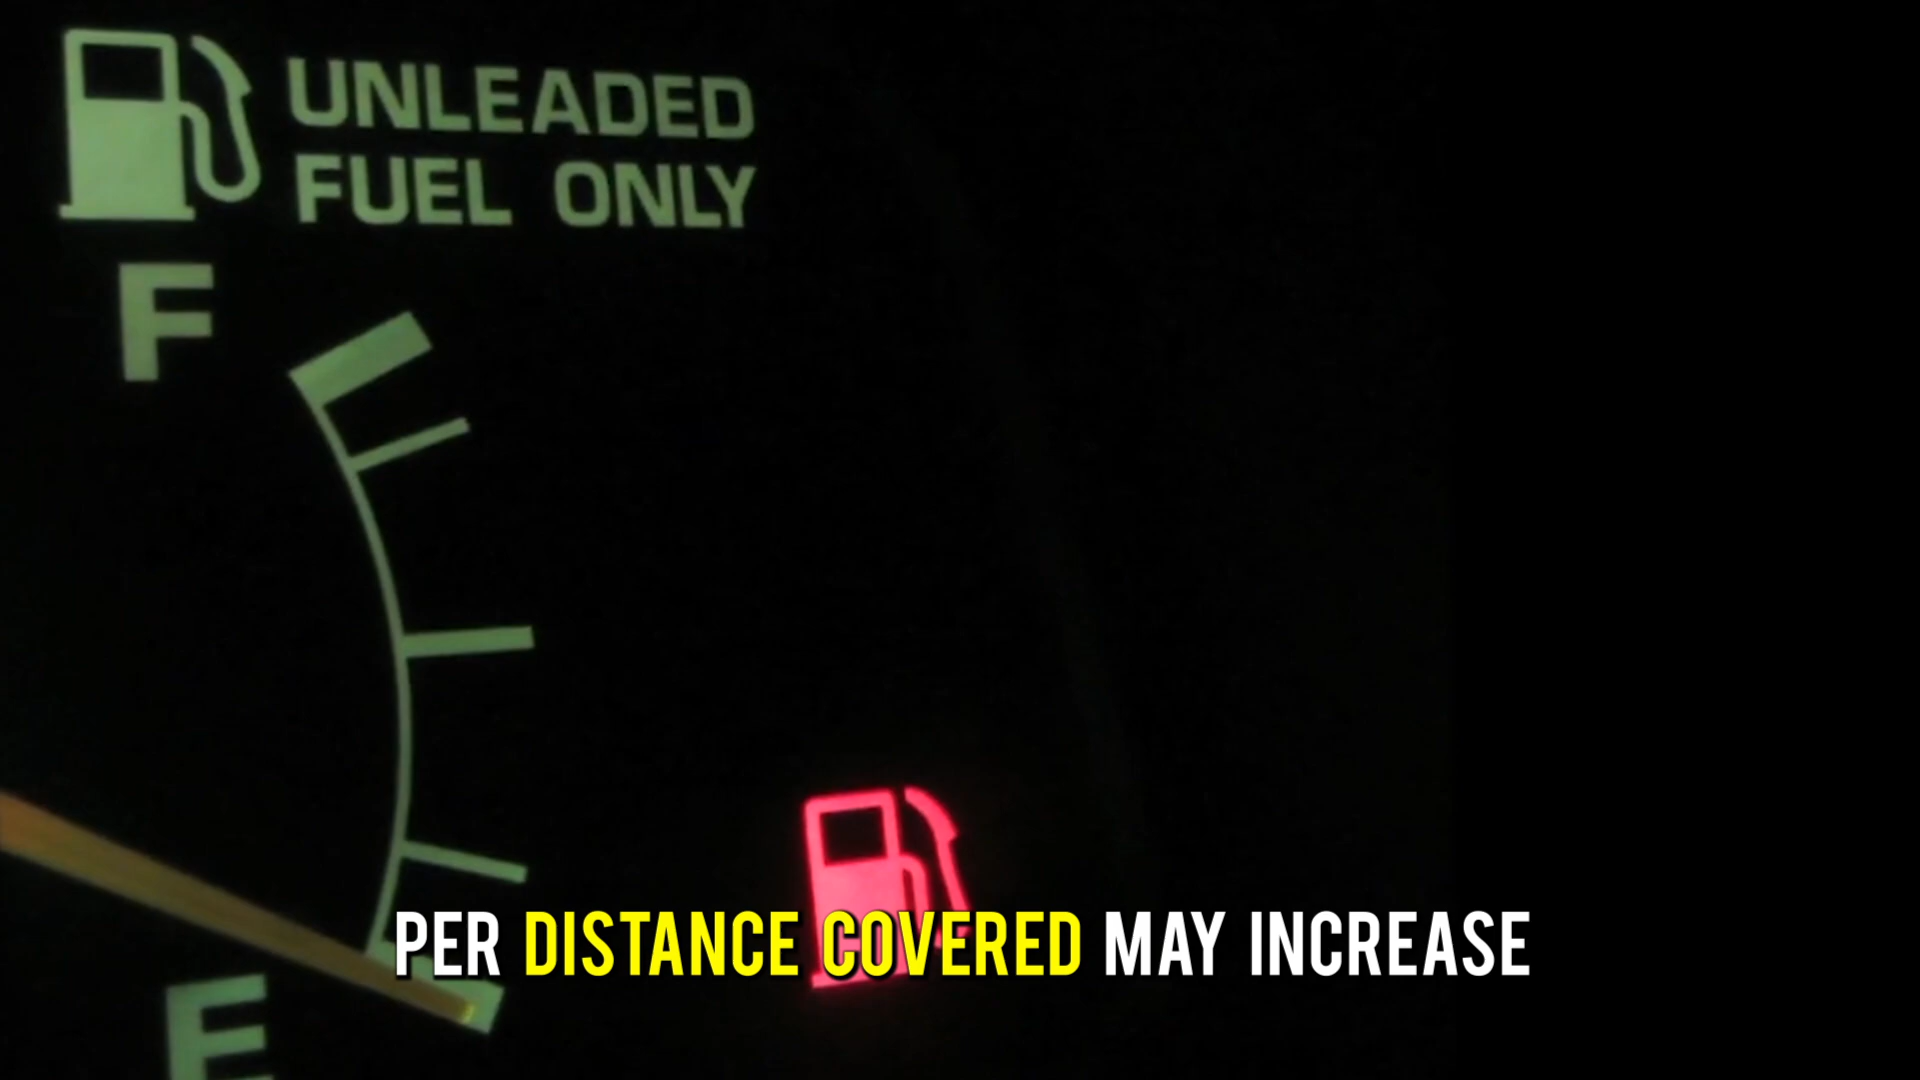 UNLEADED
FUEL ONLY
F
E
PER DISTANCE COVERED MAY INCREASE